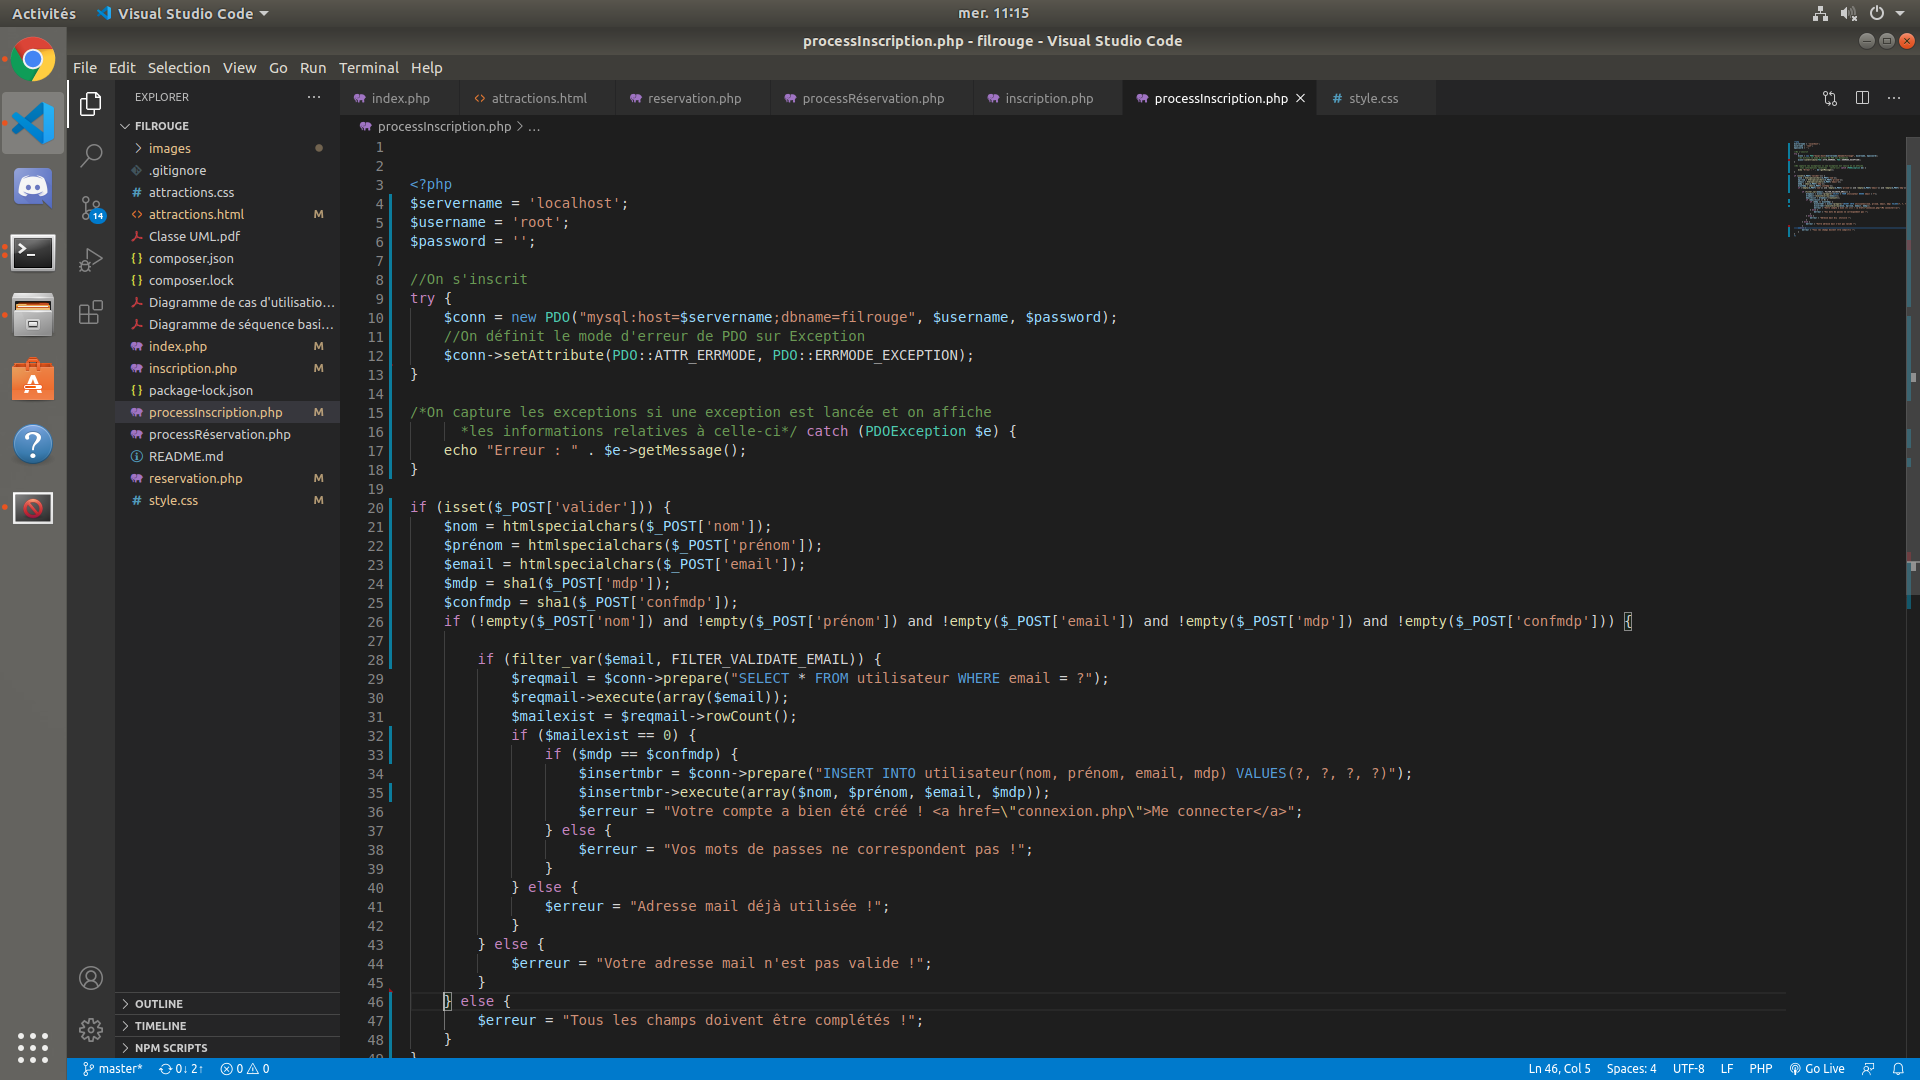 Activités
Visual Studio Code
mer. 11:15
processInscription.php - filrouge - Visual Studio Code
File Edit Selection View Go Run Terminal Help
EXPLORER
index.php
attractions.html
reservation.php
processRéservation.php
inscription.php
processInscription.php
style.css
processInscription.php > ...
FILROUGE
images
.gitignore
attractions.css
attractions.html M
Classe UML.pdf
composer.json
composer.lock
Diagramme de cas d'utilisatio...
Diagramme de séquence basi...
index.php M
inscription.php M
package-lock.json
processInscription.php M
processRéservation.php
README.md
reservation.php M
style.css M
14
OUTLINE
TIMELINE
NPM SCRIPTS
1
2
3 <?php
4 $servername = 'localhost';
5 $username = 'root';
6 $password = '';
7
8 //On s'inscrit
9 try {
10 $conn = new PDO("mysql:host=$servername;dbname=filrouge", $username, $password);
11 //On définit le mode d'erreur de PDO sur Exception
12 $conn->setAttribute(PDO::ATTR_ERRMODE, PDO::ERRMODE_EXCEPTION);
13 }
14
15 /*On capture les exceptions si une exception est lancée et on affiche
16 *les informations relatives à celle-ci*/ catch (PDOException $e) {
17 echo "Erreur : " . $e->getMessage();
18 }
19
20 if (isset($_POST['valider'])) {
21 $nom = htmlspecialchars($_POST['nom']);
22 $prénom = htmlspecialchars($_POST['prénom']);
23 $email = htmlspecialchars($_POST['email']);
24 $mdp = sha1($_POST['mdp']);
25 $confmdp = sha1($_POST['confmdp']);
26 if (!empty($_POST['nom']) and !empty($_POST['prénom']) and !empty($_POST['email']) and !empty($_POST['mdp']) and !empty($_POST['confmdp'])) {
27
28 if (filter_var($email, FILTER_VALIDATE_EMAIL)) {
29 $reqmail = $conn->prepare("SELECT * FROM utilisateur WHERE email = ?");
30 $reqmail->execute(array($email));
31 $mailexist = $reqmail->rowCount();
32 if ($mailexist == 0) {
33 if ($mdp == $confmdp) {
34 $insertmbr = $conn->prepare("INSERT INTO utilisateur(nom, prénom, email, mdp) VALUES(?, ?, ?, ?)");
35 $insertmbr->execute(array($nom, $prénom, $email, $mdp));
36 $erreur = "Votre compte a bien été créé ! <a href=\"connexion.php\">Me connecter</a>";
37 } else {
38 $erreur = "Vos mots de passes ne correspondent pas !";
39 }
40 } else {
41 $erreur = "Adresse mail déjà utilisée !";
42 }
43 } else {
44 $erreur = "Votre adresse mail n'est pas valide !";
45 }
46 } else {
47 $erreur = "Tous les champs doivent être complétés !";
48 }
49 }
master* 0↓ 2↑ 0 0
Ln 46, Col 5 Spaces: 4 UTF-8 LF PHP Go Live